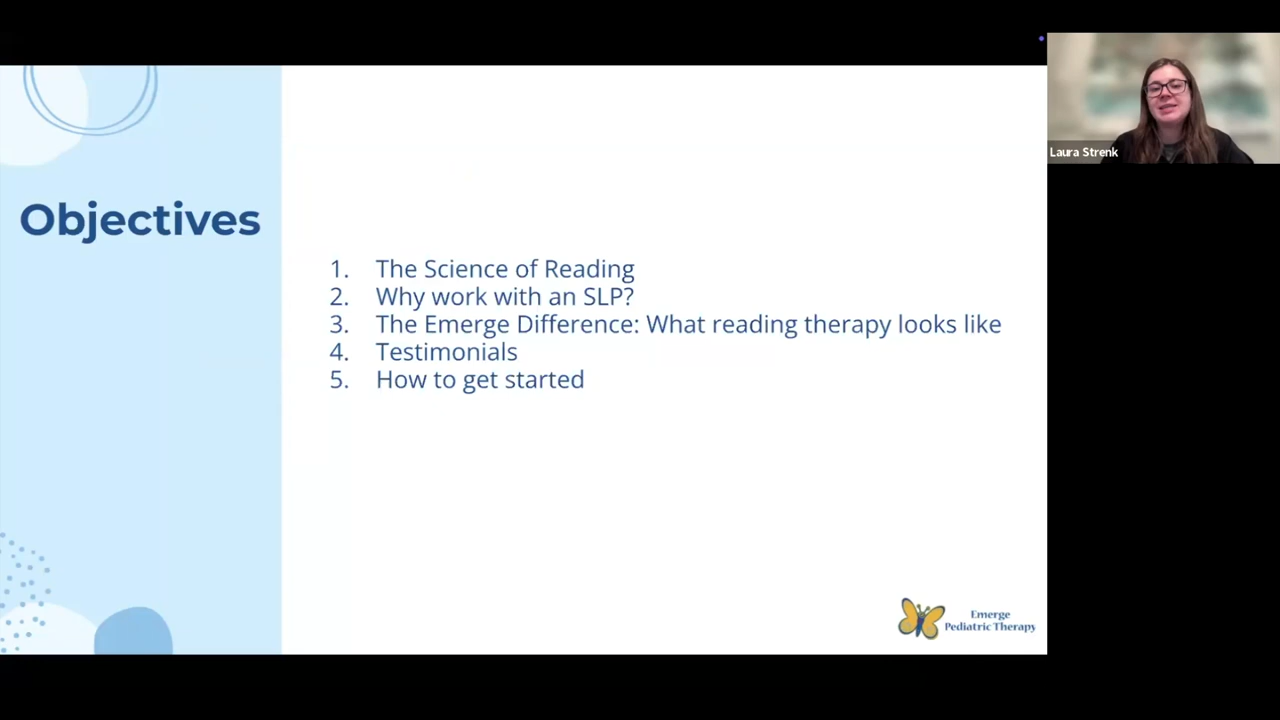 Objectives
1. The Science of Reading
2. Why work with an SLP?
3. The Emerge Difference: What reading therapy looks like
4. Testimonials
5. How to get started
Emerge
Pediatric Therapy
Laura Strenk